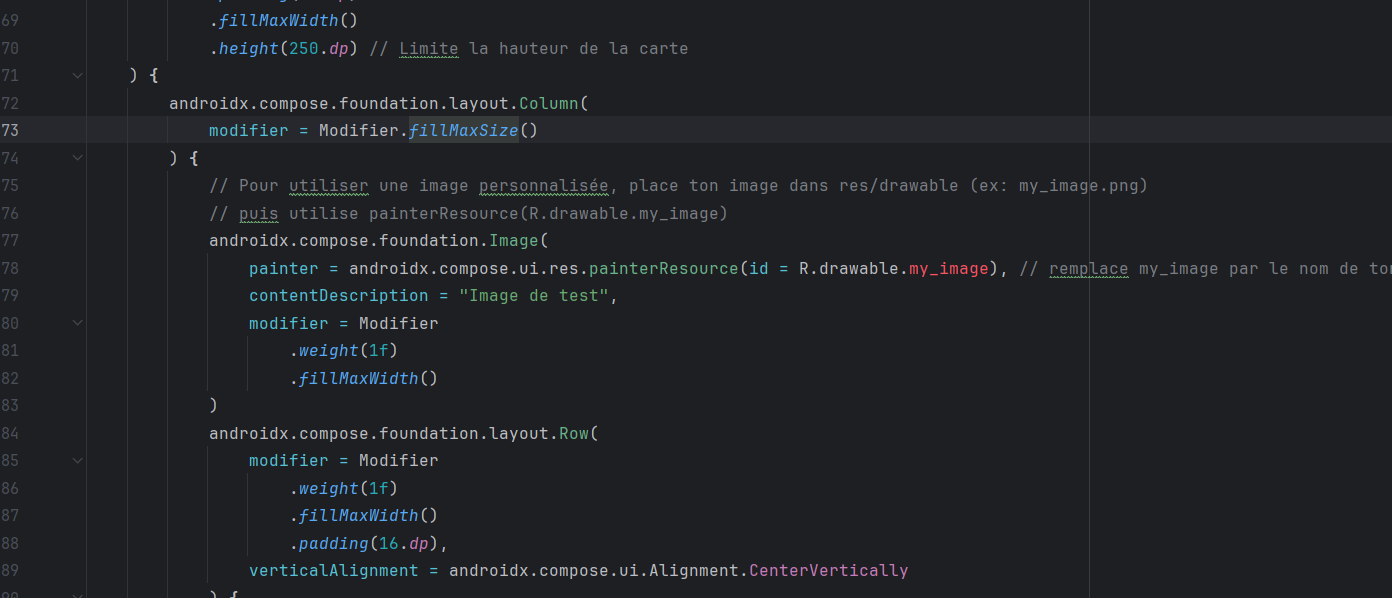 69 .fillMaxWidth()
70 .height(250.dp) // Limite la hauteur de la carte
71 ) {
72 androidx.compose.foundation.layout.Column(
73 modifier = Modifier.fillMaxSize()
74 ) {
75 // Pour utiliser une image personnalisée, place ton image dans res/drawable (ex: my_image.png)
76 // puis utilise painterResource(R.drawable.my_image)
77 androidx.compose.foundation.Image(
78 painter = androidx.compose.ui.res.painterResource(id = R.drawable.my_image), // remplace my_image par le nom de
79 contentDescription = "Image de test",
80 modifier = Modifier
81 .weight(1f)
82 .fillMaxWidth()
83 )
84 androidx.compose.foundation.layout.Row(
85 modifier = Modifier
86 .weight(1f)
87 .fillMaxWidth()
88 .padding(16.dp),
89 verticalAlignment = androidx.compose.ui.Alignment.CenterVertically
) {